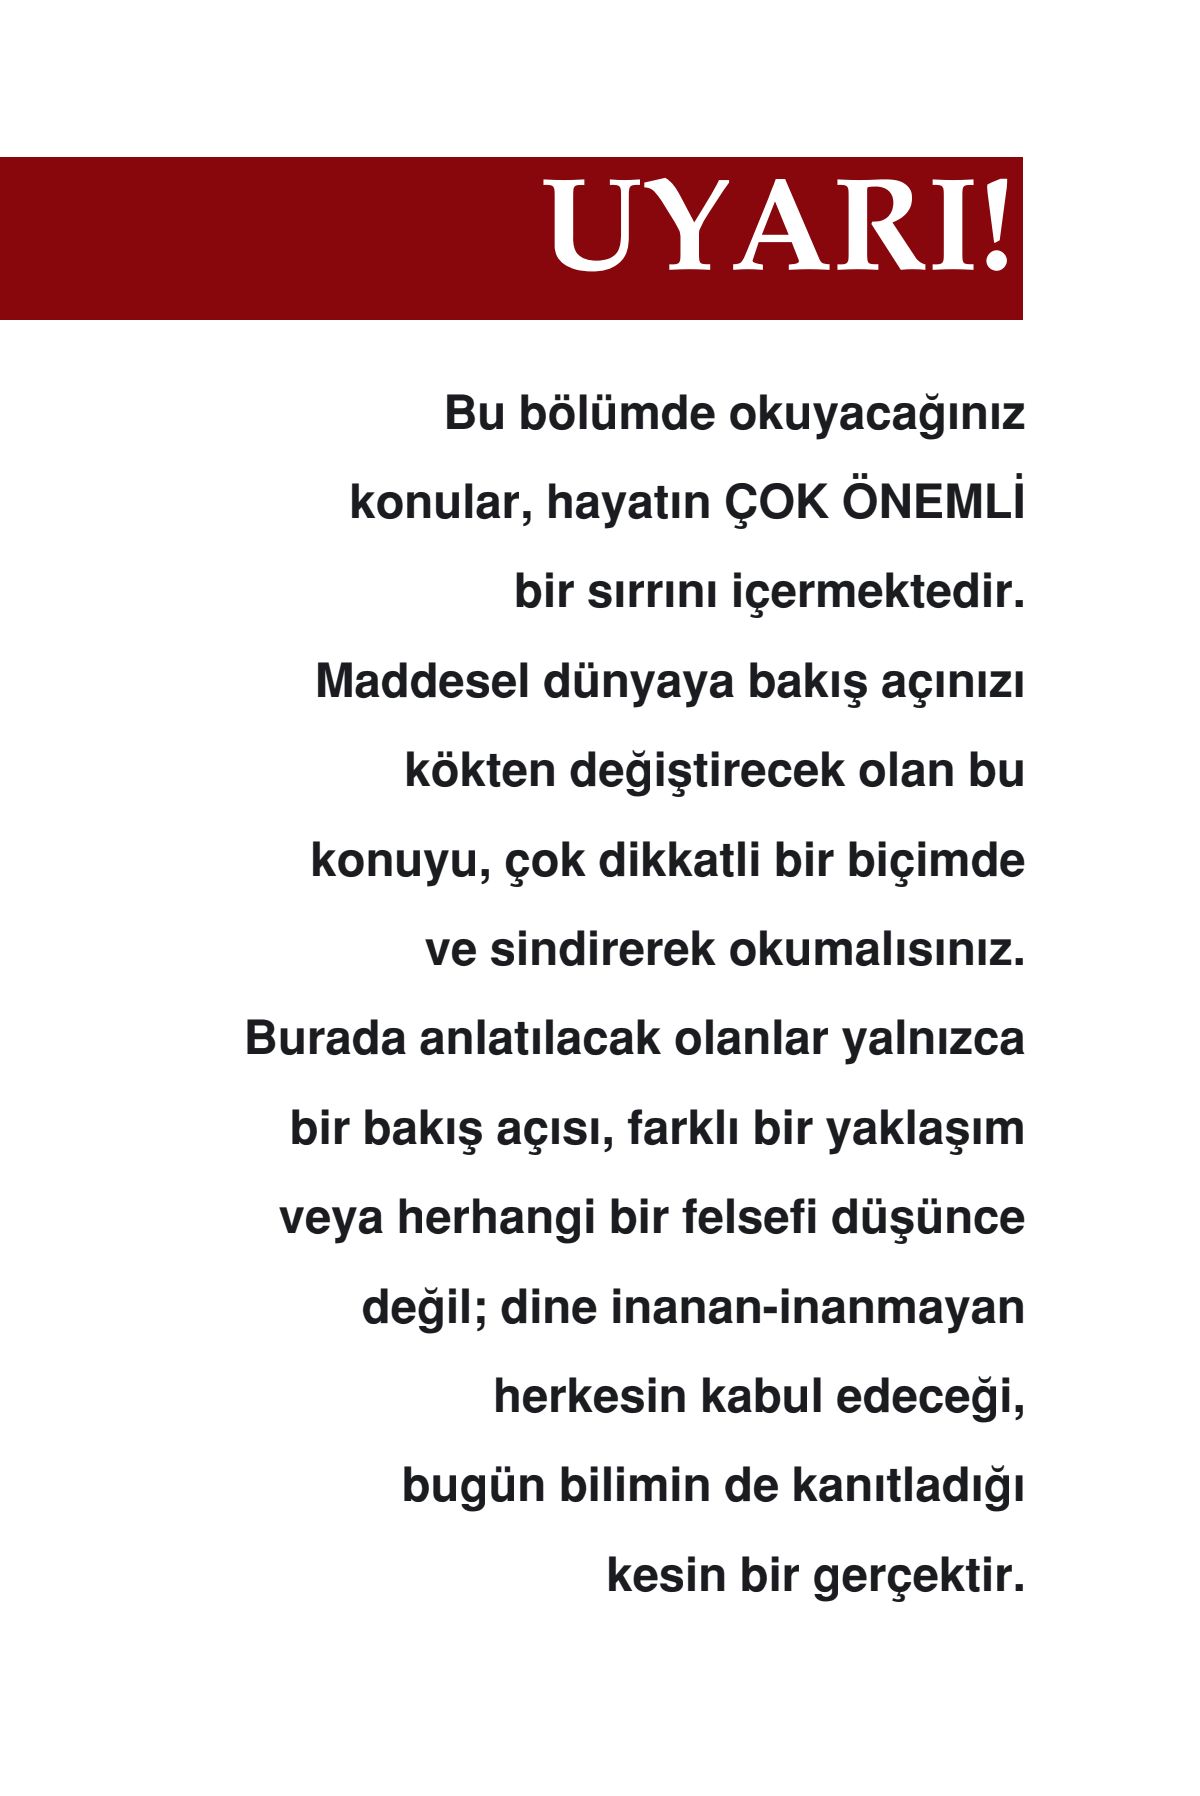 UYARI!
Bu bölümde okuyacağınız
konular, hayatın ÇOK ÖNEMLİ
bir sırrını içermektedir.
Maddesel dünyaya bakış açınızı
kökten değiştirecek olan bu
konuyu, çok dikkatli bir biçimde
ve sindirerek okumalısınız.
Burada anlatılacak olanlar yalnızca
bir bakış açısı, farklı bir yaklaşım
veya herhangi bir felsefi düşünce
değil; dine inanan-inanmayan
herkesin kabul edeceği,
bugün bilimin de kanıtladığı
kesin bir gerçektir.